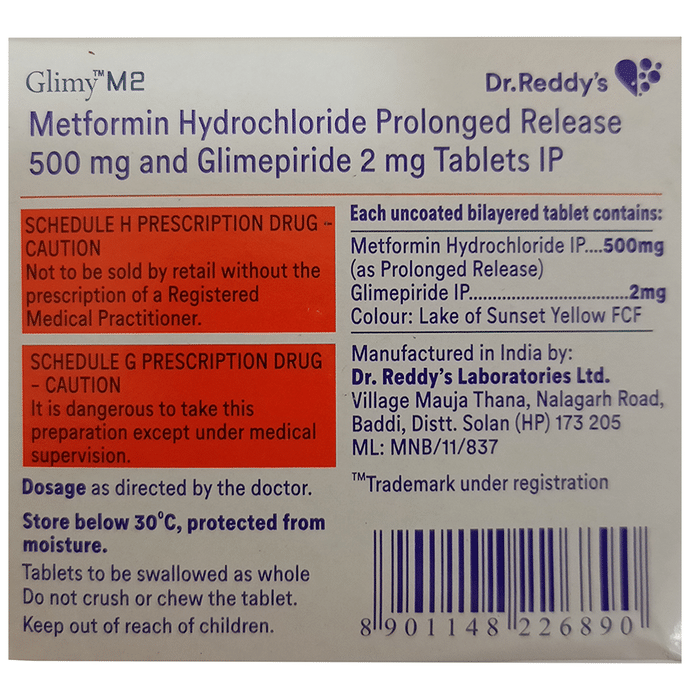 Glimy™M2
Dr.Reddy's
Metformin Hydrochloride Prolonged Release
500 mg and Glimepiride 2 mg Tablets IP
SCHEDULE H PRESCRIPTION DRUG -
CAUTION
Not to be sold by retail without the
prescription of a Registered
Medical Practitioner.
SCHEDULE G PRESCRIPTION DRUG
- CAUTION
It is dangerous to take this
preparation except under medical
supervision.
Dosage as directed by the doctor.
Store below 30°C, protected from
moisture.
Tablets to be swallowed as whole
Do not crush or chew the tablet.
Keep out of reach of children.
Each uncoated bilayered tablet contains:
Metformin Hydrochloride IP....500mg
(as Prolonged Release)
Glimepiride IP.................................2mg
Colour: Lake of Sunset Yellow FCF
Manufactured in India by:
Dr. Reddy's Laboratories Ltd.
Village Mauja Thana, Nalagarh Road,
Baddi, Distt. Solan (HP) 173 205
ML: MNB/11/837
™Trademark under registration
8 901148 226890